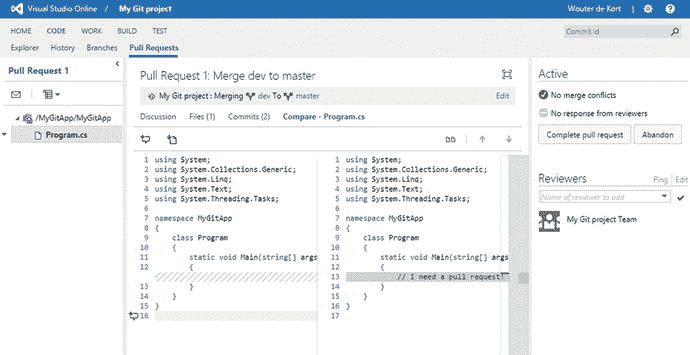 Visual Studio Online / My Git project
Wouter de Kort
HOME CODE WORK BUILD TEST
Commit Id
Explorer History Branches Pull Requests
Pull Request 1
/MyGitApp/MyGitApp
Program.cs
Pull Request 1: Merge dev to master
My Git project : Merging dev To master Edit
Discussion Files (1) Commits (2) Compare - Program.cs
1 using System;
2 using System.Collections.Generic;
3 using System.Linq;
4 using System.Text;
5 using System.Threading.Tasks;
6
7 namespace MyGitApp
8 {
9 class Program
10 {
11 static void Main(string[] args
12 {
13 }
14 }
15 }
16
1 using System;
2 using System.Collections.Generic;
3 using System.Linq;
4 using System.Text;
5 using System.Threading.Tasks;
6
7 namespace MyGitApp
8 {
9 class Program
10 {
11 static void Main(string[] args
12 {
13 // I need a pull request!
14 }
15 }
16 }
17
Active
No merge conflicts
No response from reviewers
Complete pull request Abandon
Reviewers Ping Edit
Name of reviewer to add
My Git project Team